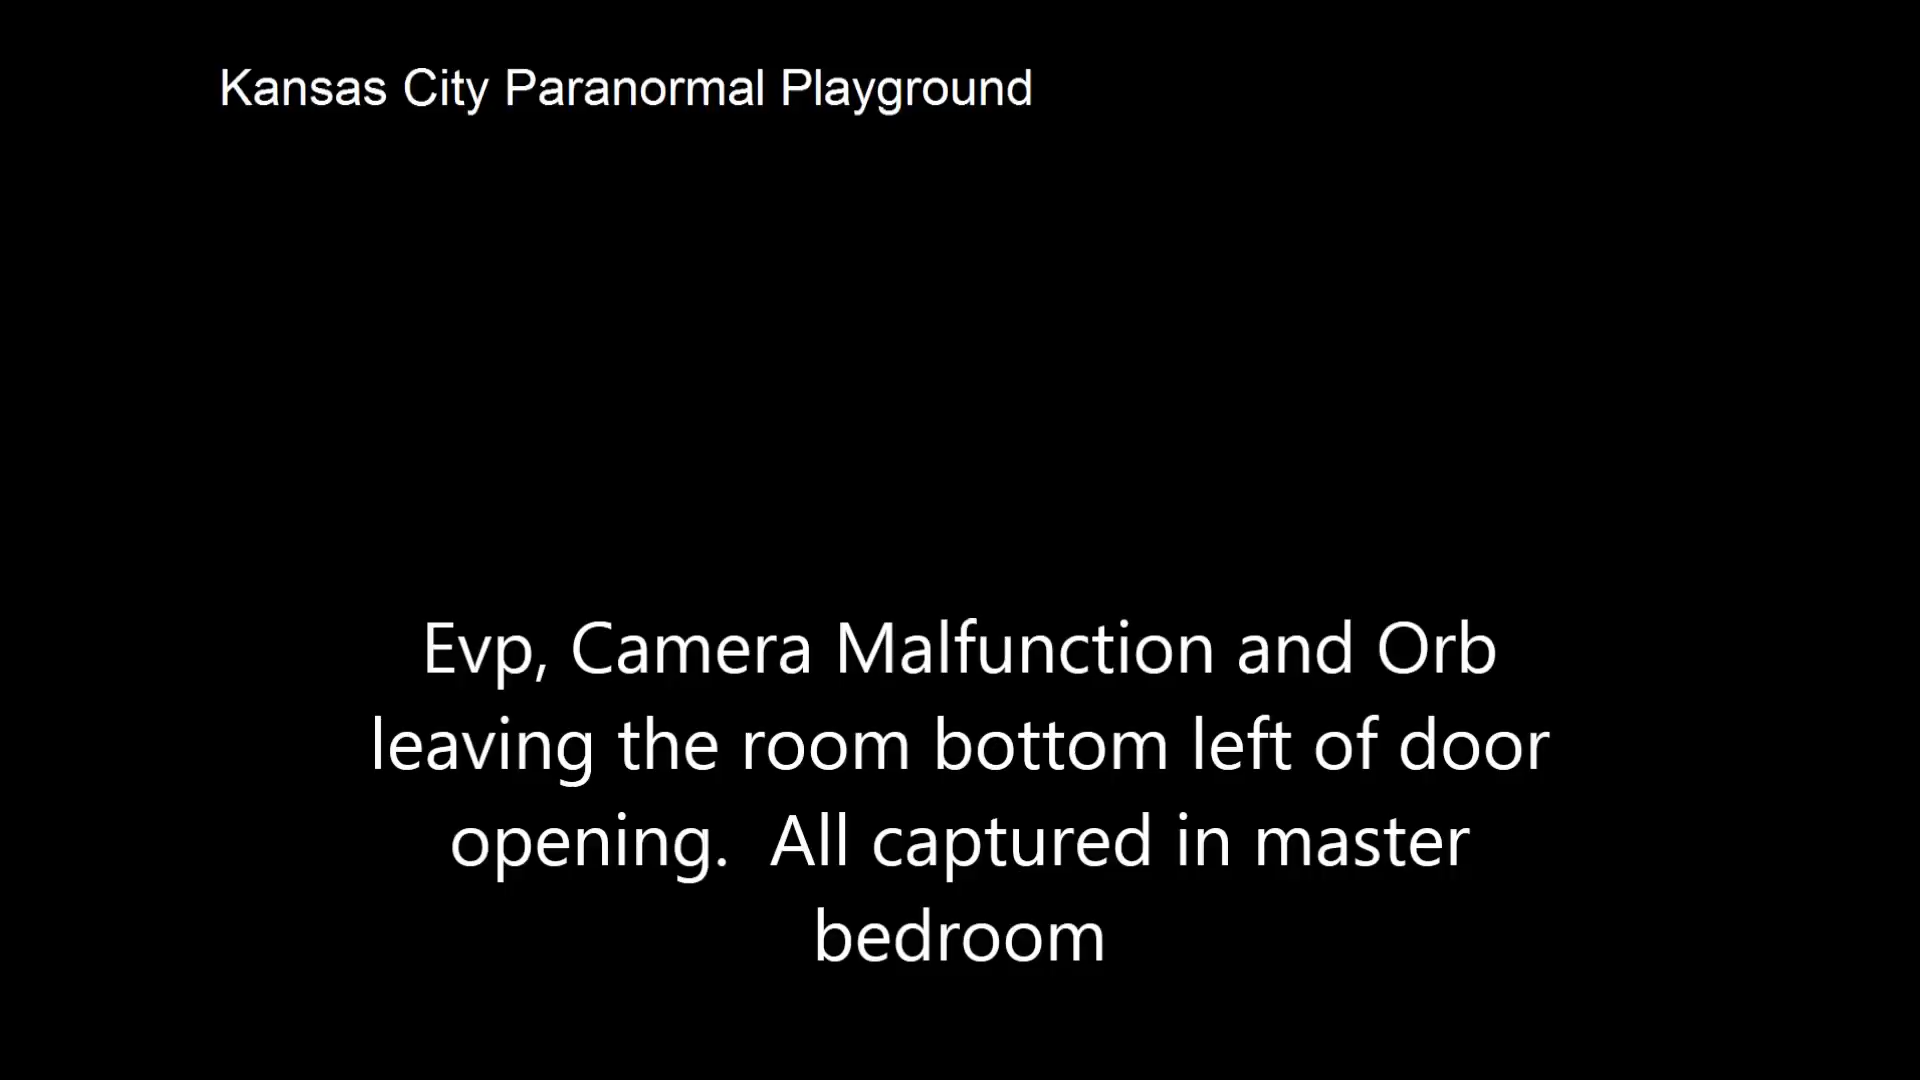 Kansas City Paranormal Playground
Evp, Camera Malfunction and Orb
leaving the room bottom left of door
opening.  All captured in master
bedroom